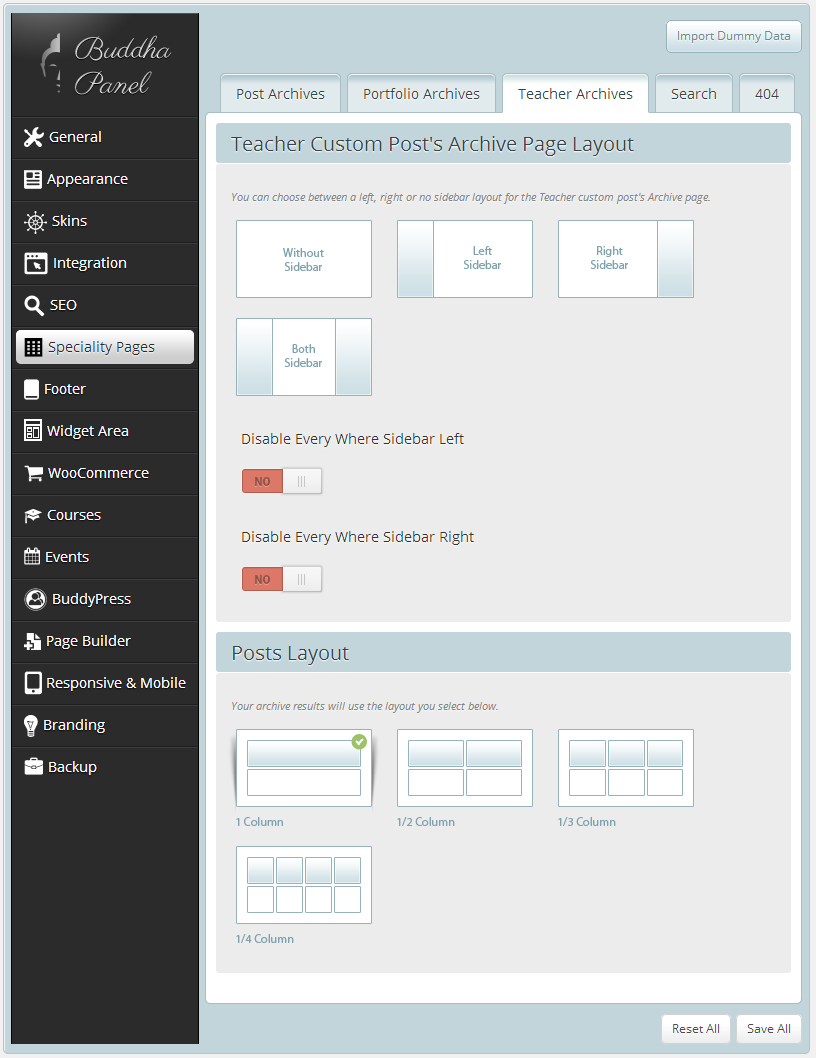 Buddha
Panel
Import Dummy Data
Post Archives
Portfolio Archives
Teacher Archives
Search
404
General
Appearance
Skins
Integration
SEO
Speciality Pages
Footer
Widget Area
WooCommerce
Courses
Events
BuddyPress
Page Builder
Responsive & Mobile
Branding
Backup
Teacher Custom Post's Archive Page Layout
You can choose between a left, right or no sidebar layout for the Teacher custom post's Archive page.
Without
Sidebar
Left
Sidebar
Right
Sidebar
Both
Sidebar
Disable Every Where Sidebar Left
NO
Disable Every Where Sidebar Right
NO
Posts Layout
Your archive results will use the layout you select below.
1 Column
1/2 Column
1/3 Column
1/4 Column
Reset All
Save All